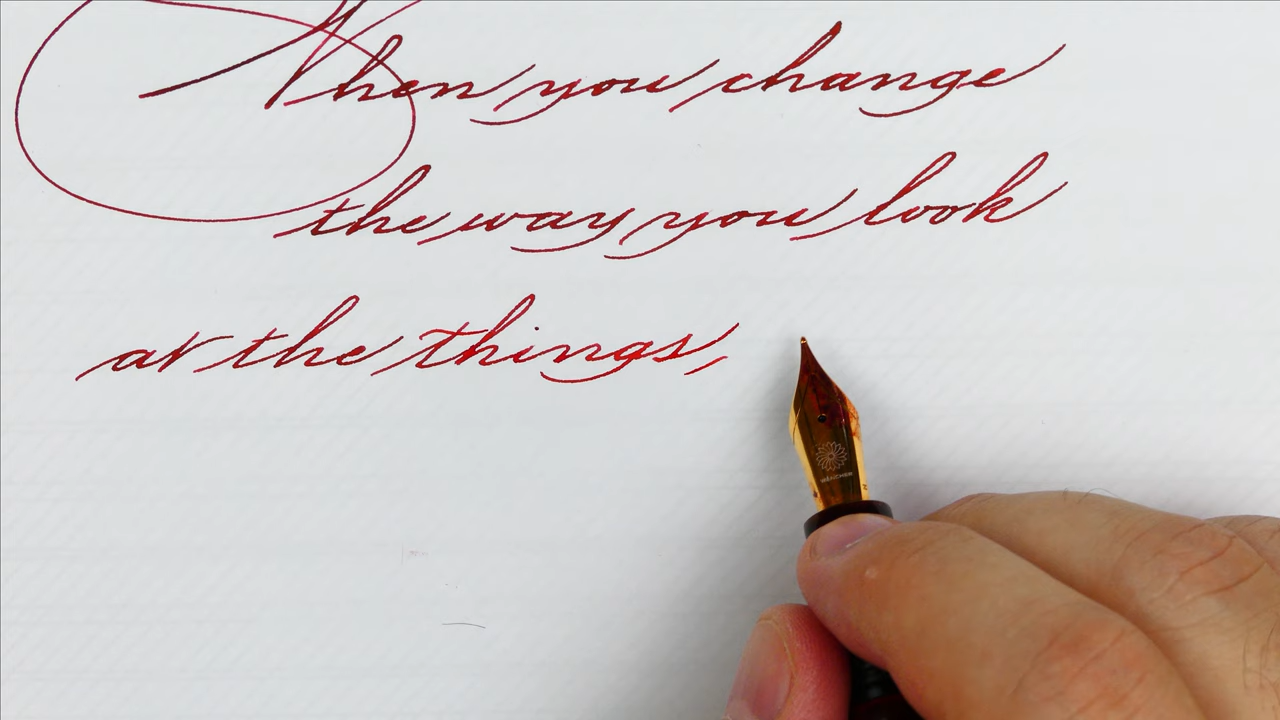 When you change
the way you look
at the things,